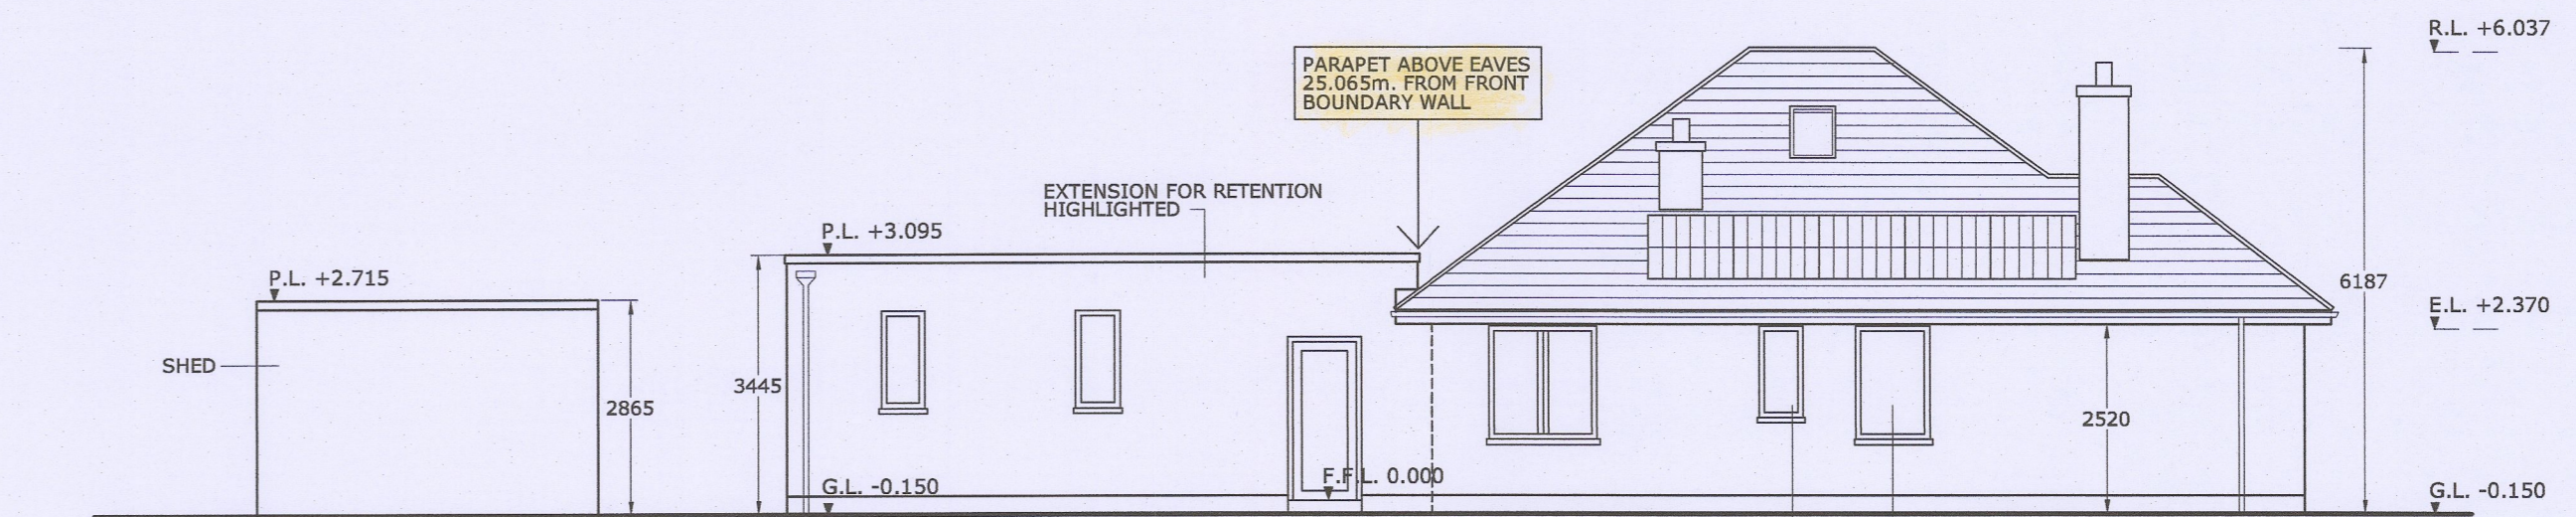 R.L. +6.037
PARAPET ABOVE EAVES
25.065m. FROM FRONT
BOUNDARY WALL
EXTENSION FOR RETENTION
HIGHLIGHTED
P.L. +3.095
P.L. +2.715
6187
E.L. +2.370
SHED
3445
2865
2520
F.F.L. 0.000
G.L. -0.150
G.L. -0.150